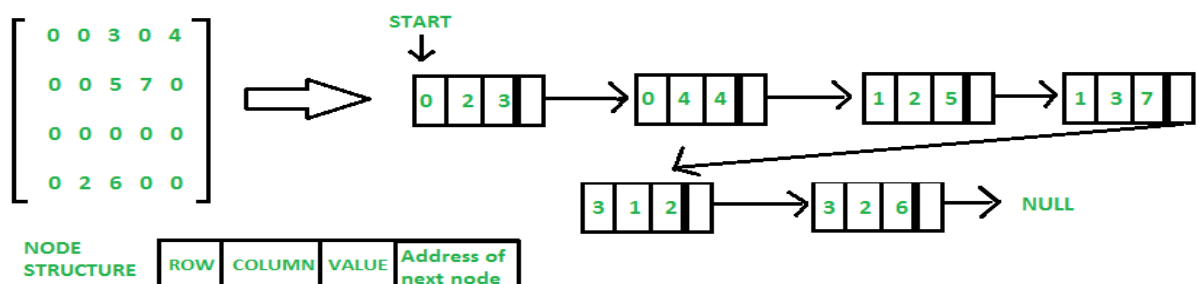 START
0 0 3 0 4
0 0 5 7 0
0 0 0 0 0
0 2 6 0 0
0 2 3
0 4 4
1 2 5
1 3 7
3 1 2
3 2 6
NULL
NODE
STRUCTURE
ROW
COLUMN
VALUE
Address of
next node